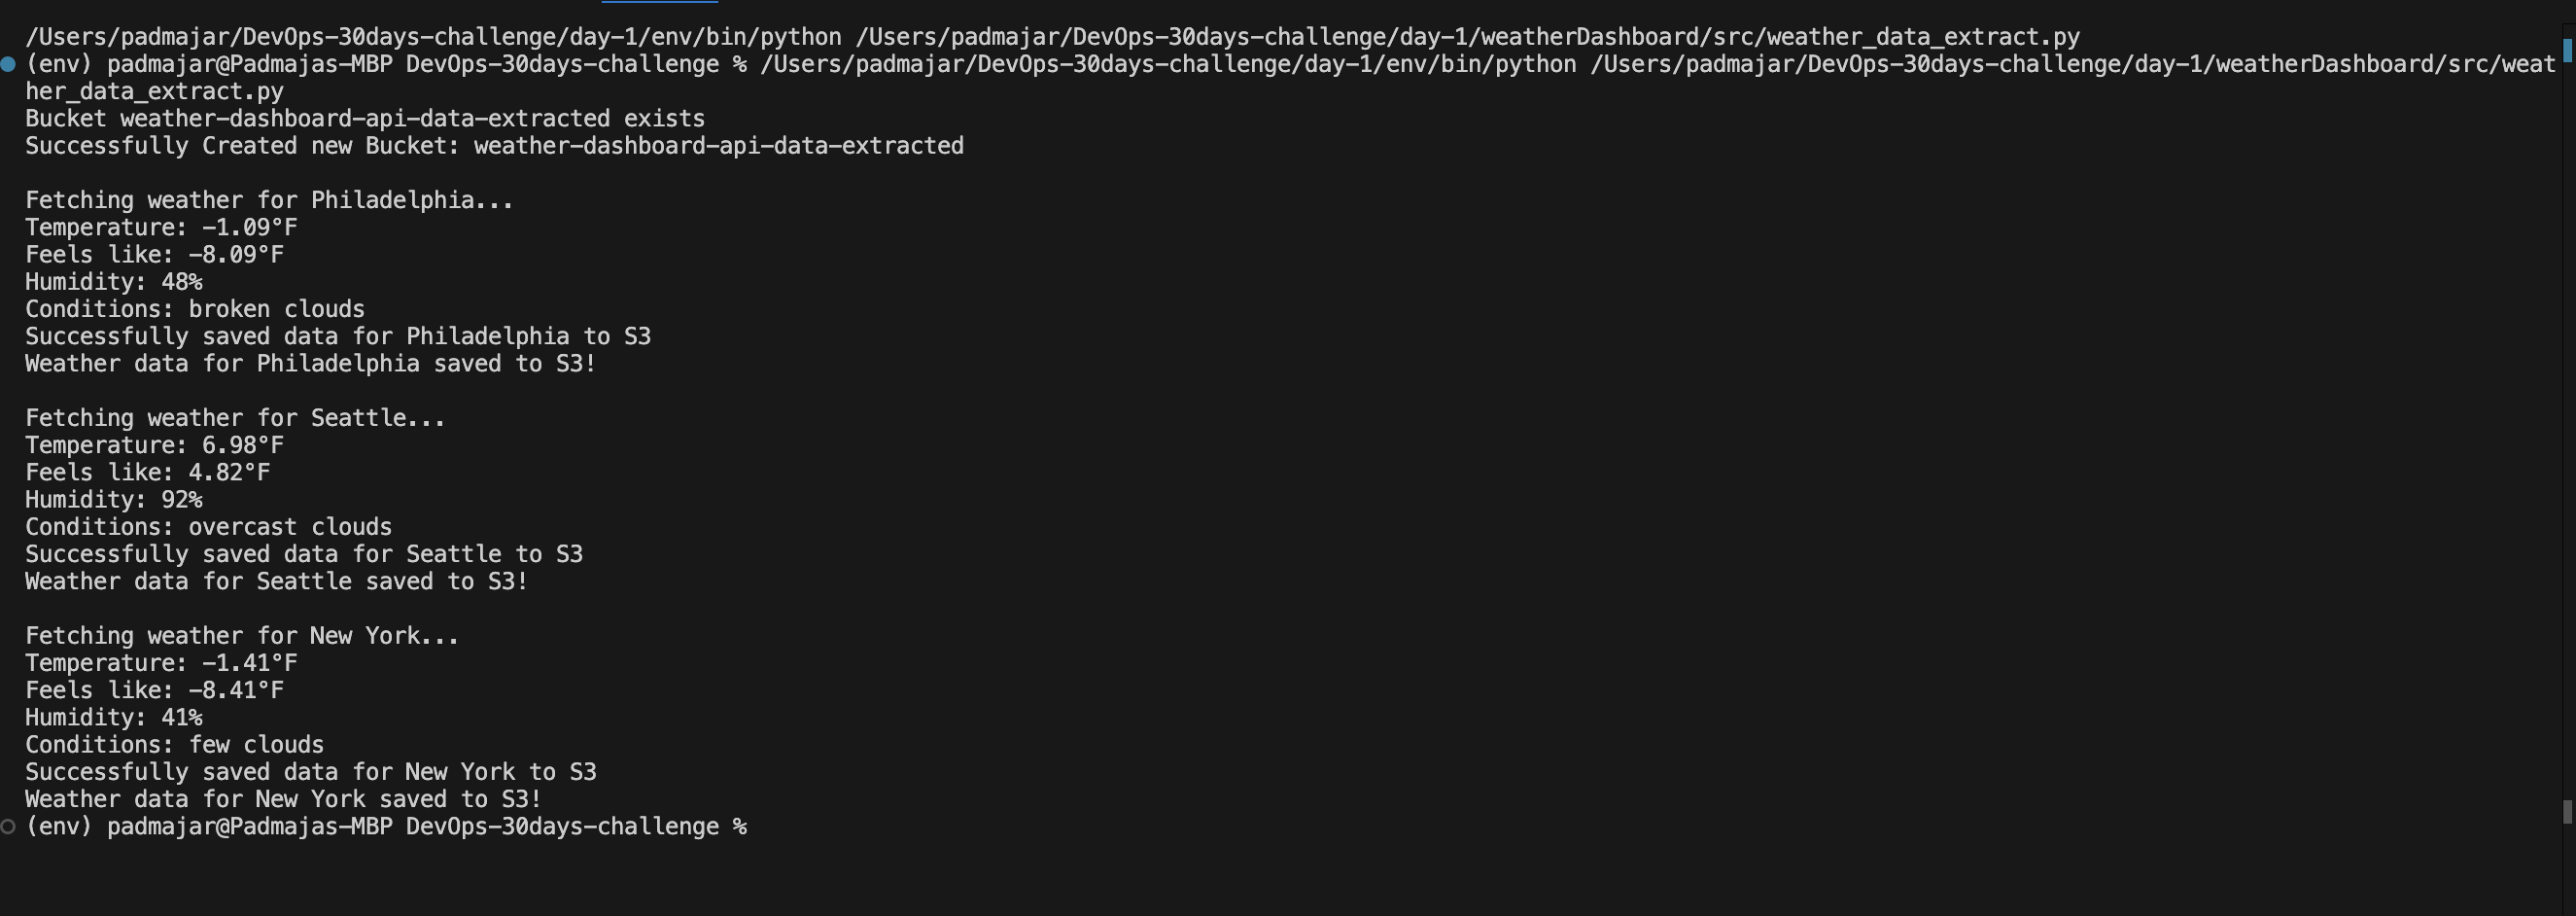 /Users/padmajar/DevOps-30days-challenge/day-1/env/bin/python /Users/padmajar/DevOps-30days-challenge/day-1/weatherDashboard/src/weather_data_extract.py
(env) padmajar@Padmajas-MBP DevOps-30days-challenge % /Users/padmajar/DevOps-30days-challenge/day-1/env/bin/python /Users/padmajar/DevOps-30days-challenge/day-1/weatherDashboard/src/weat
her_data_extract.py
Bucket weather-dashboard-api-data-extracted exists
Successfully Created new Bucket: weather-dashboard-api-data-extracted
Fetching weather for Philadelphia...
Temperature: -1.09°F
Feels like: -8.09°F
Humidity: 48%
Conditions: broken clouds
Successfully saved data for Philadelphia to S3
Weather data for Philadelphia saved to S3!
Fetching weather for Seattle...
Temperature: 6.98°F
Feels like: 4.82°F
Humidity: 92%
Conditions: overcast clouds
Successfully saved data for Seattle to S3
Weather data for Seattle saved to S3!
Fetching weather for New York...
Temperature: -1.41°F
Feels like: -8.41°F
Humidity: 41%
Conditions: few clouds
Successfully saved data for New York to S3
Weather data for New York saved to S3!
(env) padmajar@Padmajas-MBP DevOps-30days-challenge %